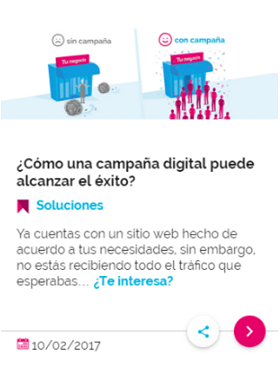 sin campaña
con campaña
Tu negocio
Tu negocio
¿Cómo una campaña digital puede
alcanzar el éxito?
Soluciones
Ya cuentas con un sitio web hecho de
acuerdo a tus necesidades, sin embargo,
no estás recibiendo todo el tráfico que
esperabas… ¿Te interesa?
10/02/2017